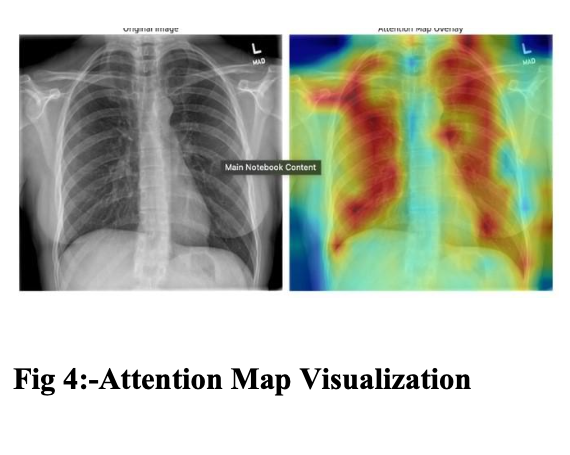 Original Image
Attention Map Overlay
L
MAD
L
MAD
Main Notebook Content
Fig 4:-Attention Map Visualization